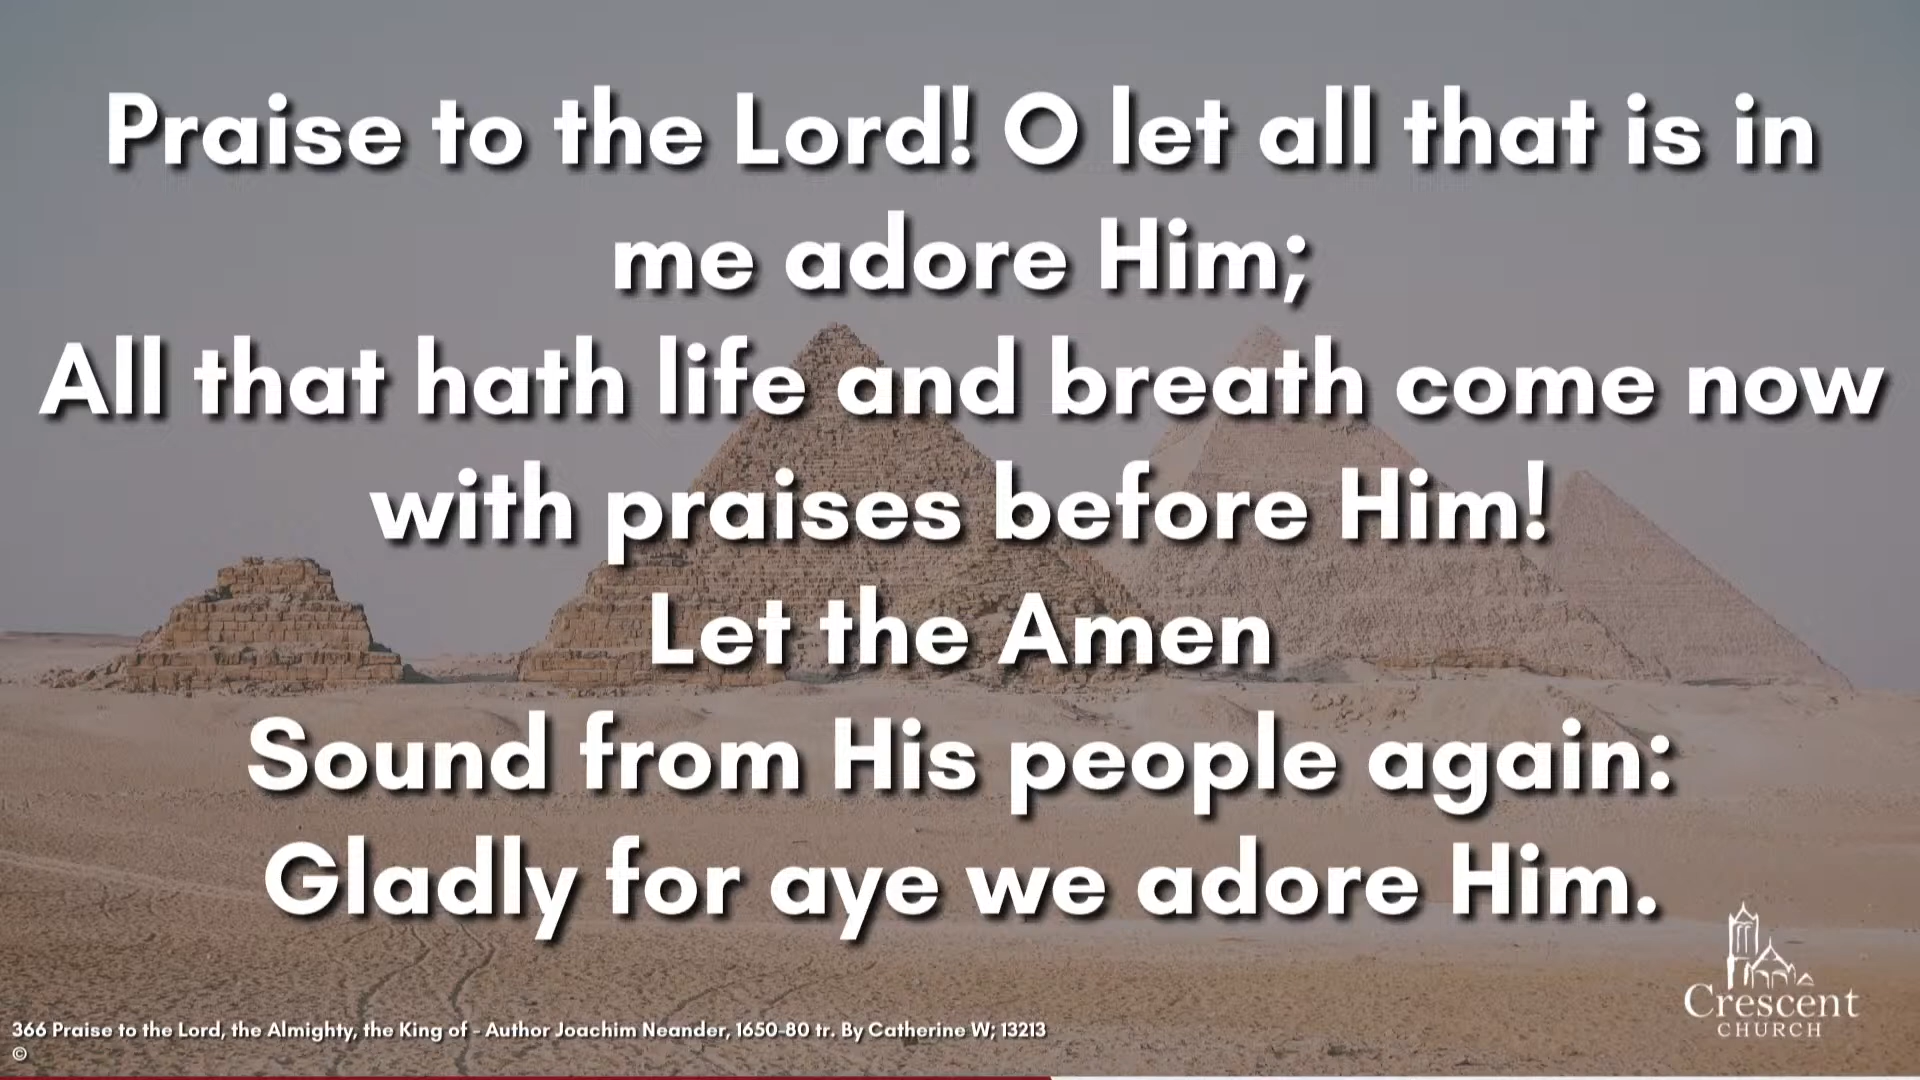 Praise to the Lord! O let all that is in
me adore Him;
All that hath life and breath come now
with praises before Him!
Let the Amen
Sound from His people again:
Gladly for aye we adore Him.
Crescent
CHURCH
366 Praise to the Lord, the Almighty, the King of - Author Joachim Neander, 1650-80 tr. By Catherine W; 13213
©